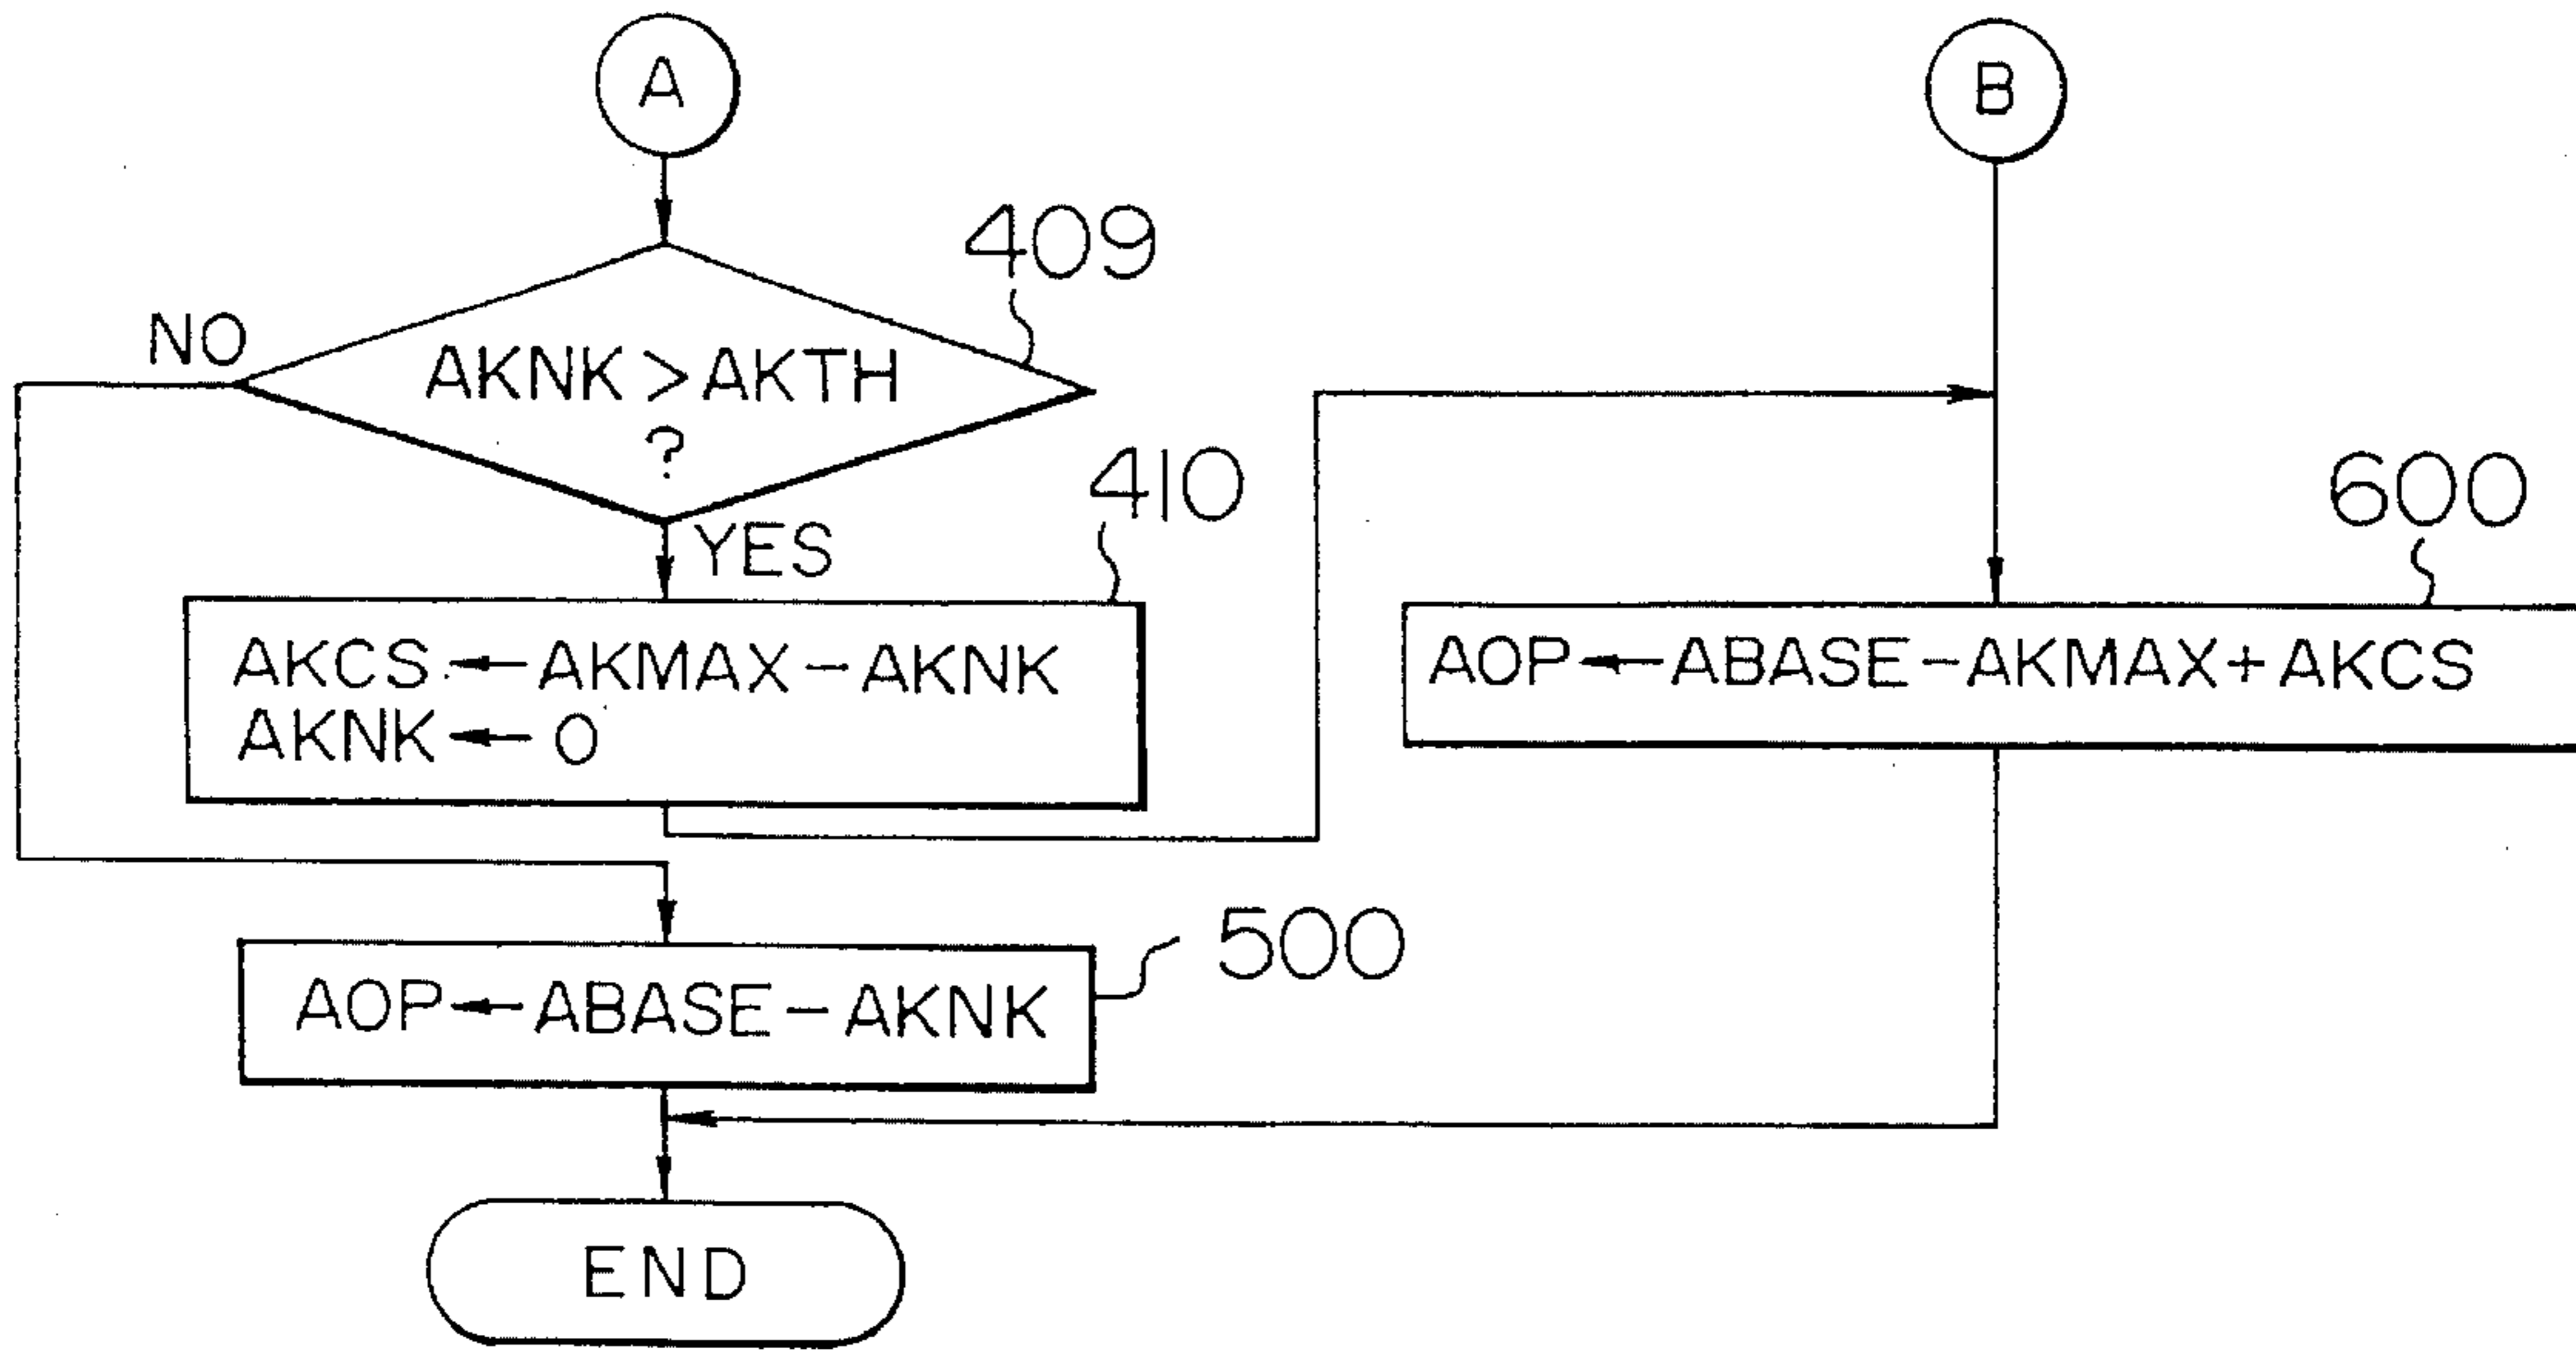 A
B
409
NO
AKNK > AKTH
?
410
YES
600
AKCS ← AKMAX − AKNK
AKNK ← 0
AOP ← ABASE − AKMAX + AKCS
500
AOP ← ABASE − AKNK
END